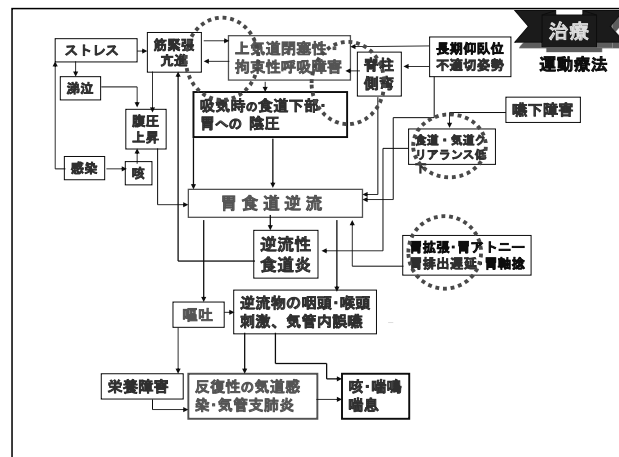 治療
運動療法
ストレス
筋緊張
亢進
上気道閉塞性・
拘束性呼吸障害
長期仰臥位
不適切姿勢
脊柱
側弯
涕泣
吸気時の食道下部・
胃への 陰圧
腹圧
上昇
嚥下障害
食道・気道ク
リアランス低
下
感染
咳
胃食道逆流
逆流性
食道炎
胃拡張・胃アトニー
胃排出遅延・胃軸捻
嘔吐
逆流物の咽頭・喉頭
刺激、気管内誤嚥
栄養障害
反復性の気道感
染・気管支肺炎
咳・喘鳴
喘息